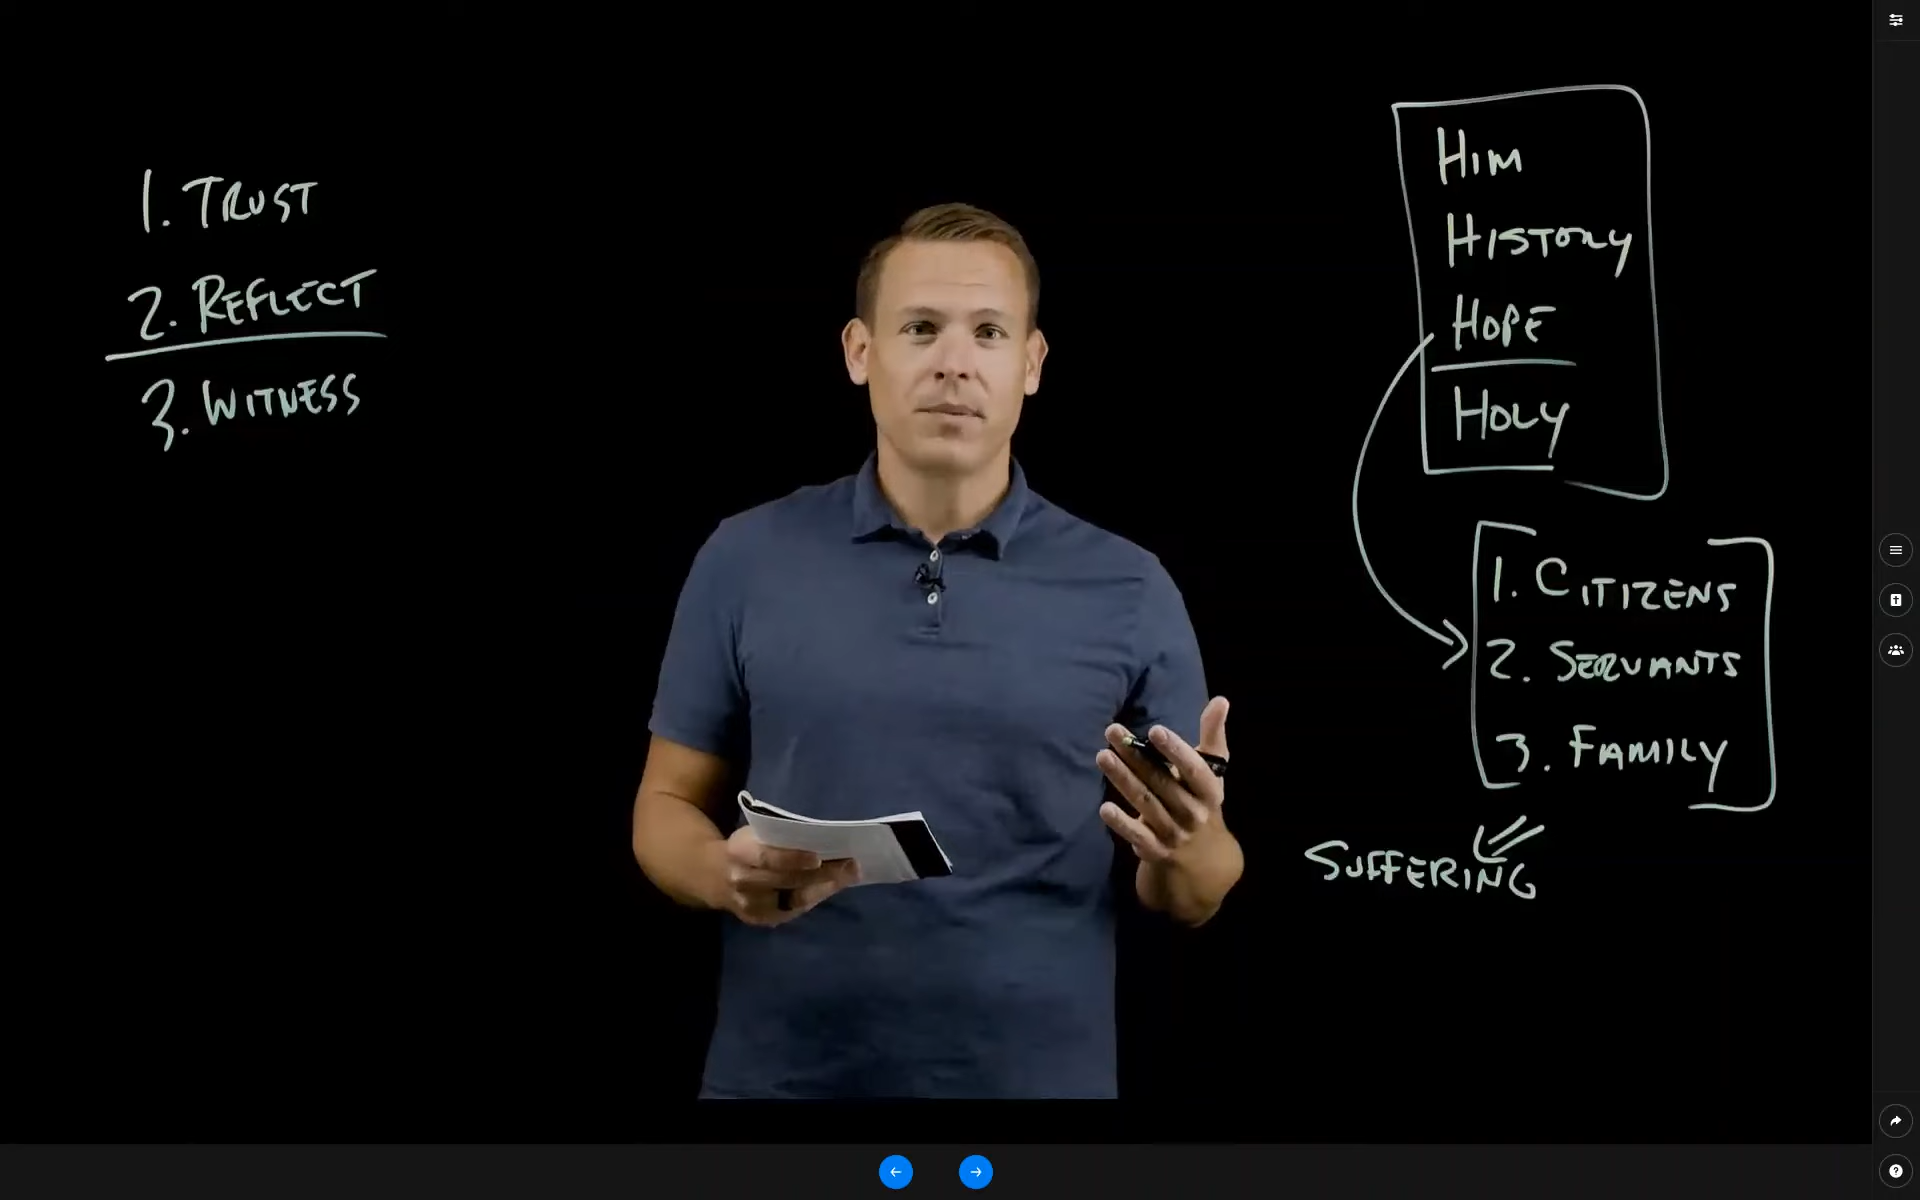 1. TRUST
2. REFLECT
3. WITNESS
HIM
HISTORY
HOPE
HOLY
1. CITIZENS
2. SERVANTS
3. FAMILY
SUFFERING